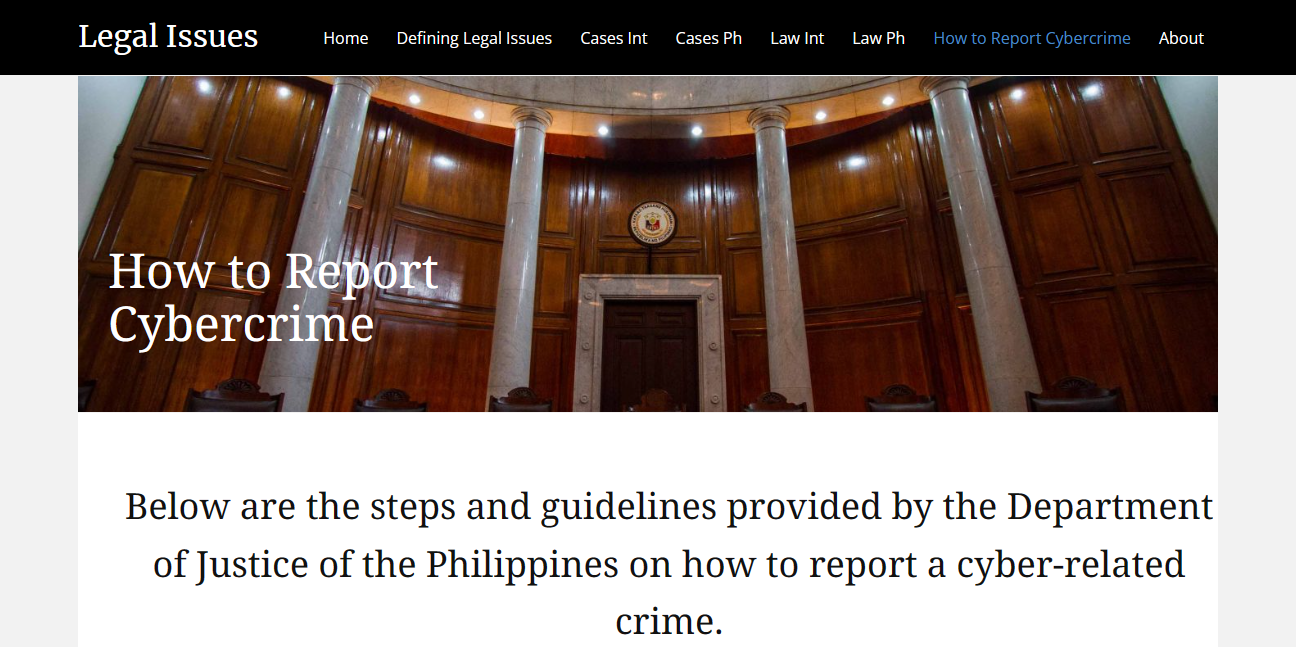 Legal Issues
Home Defining Legal Issues Cases Int Cases Ph Law Int Law Ph How to Report Cybercrime About
How to Report
Cybercrime
Below are the steps and guidelines provided by the Department
of Justice of the Philippines on how to report a cyber-related
crime.